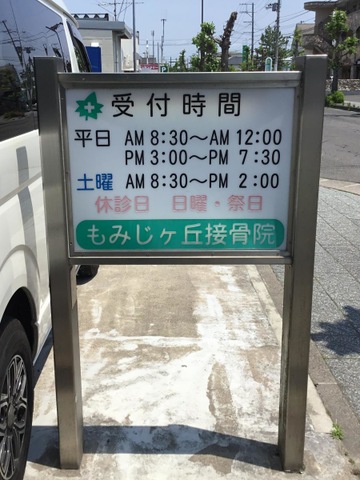 受付時間
平日 AM 8:30～AM 12:00
PM 3:00～PM 7:30
土曜 AM 8:30～PM 2:00
休診日 日曜・祭日
もみじヶ丘接骨院